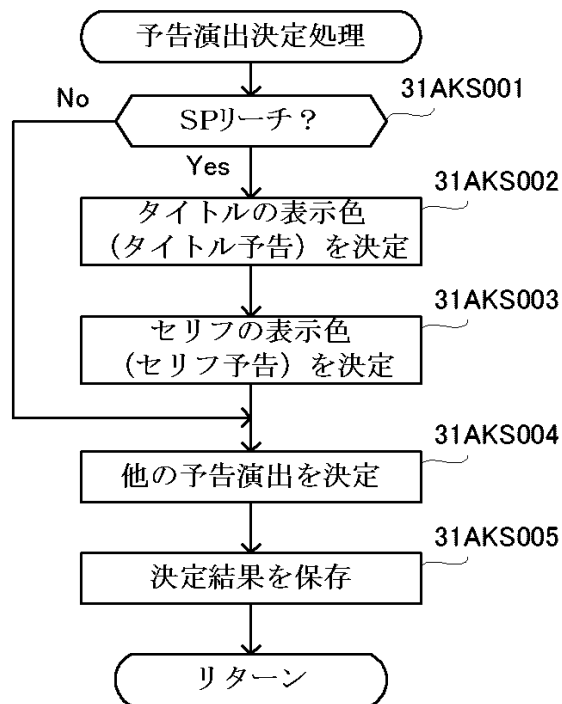 予告演出決定処理
31AKS001
No
SPリーチ？
Yes
31AKS002
タイトルの表示色
(タイトル予告）を決定
31AKS003
セリフの表示色
(セリフ予告）を決定
31AKS004
他の予告演出を決定
31AKS005
決定結果を保存
リターン